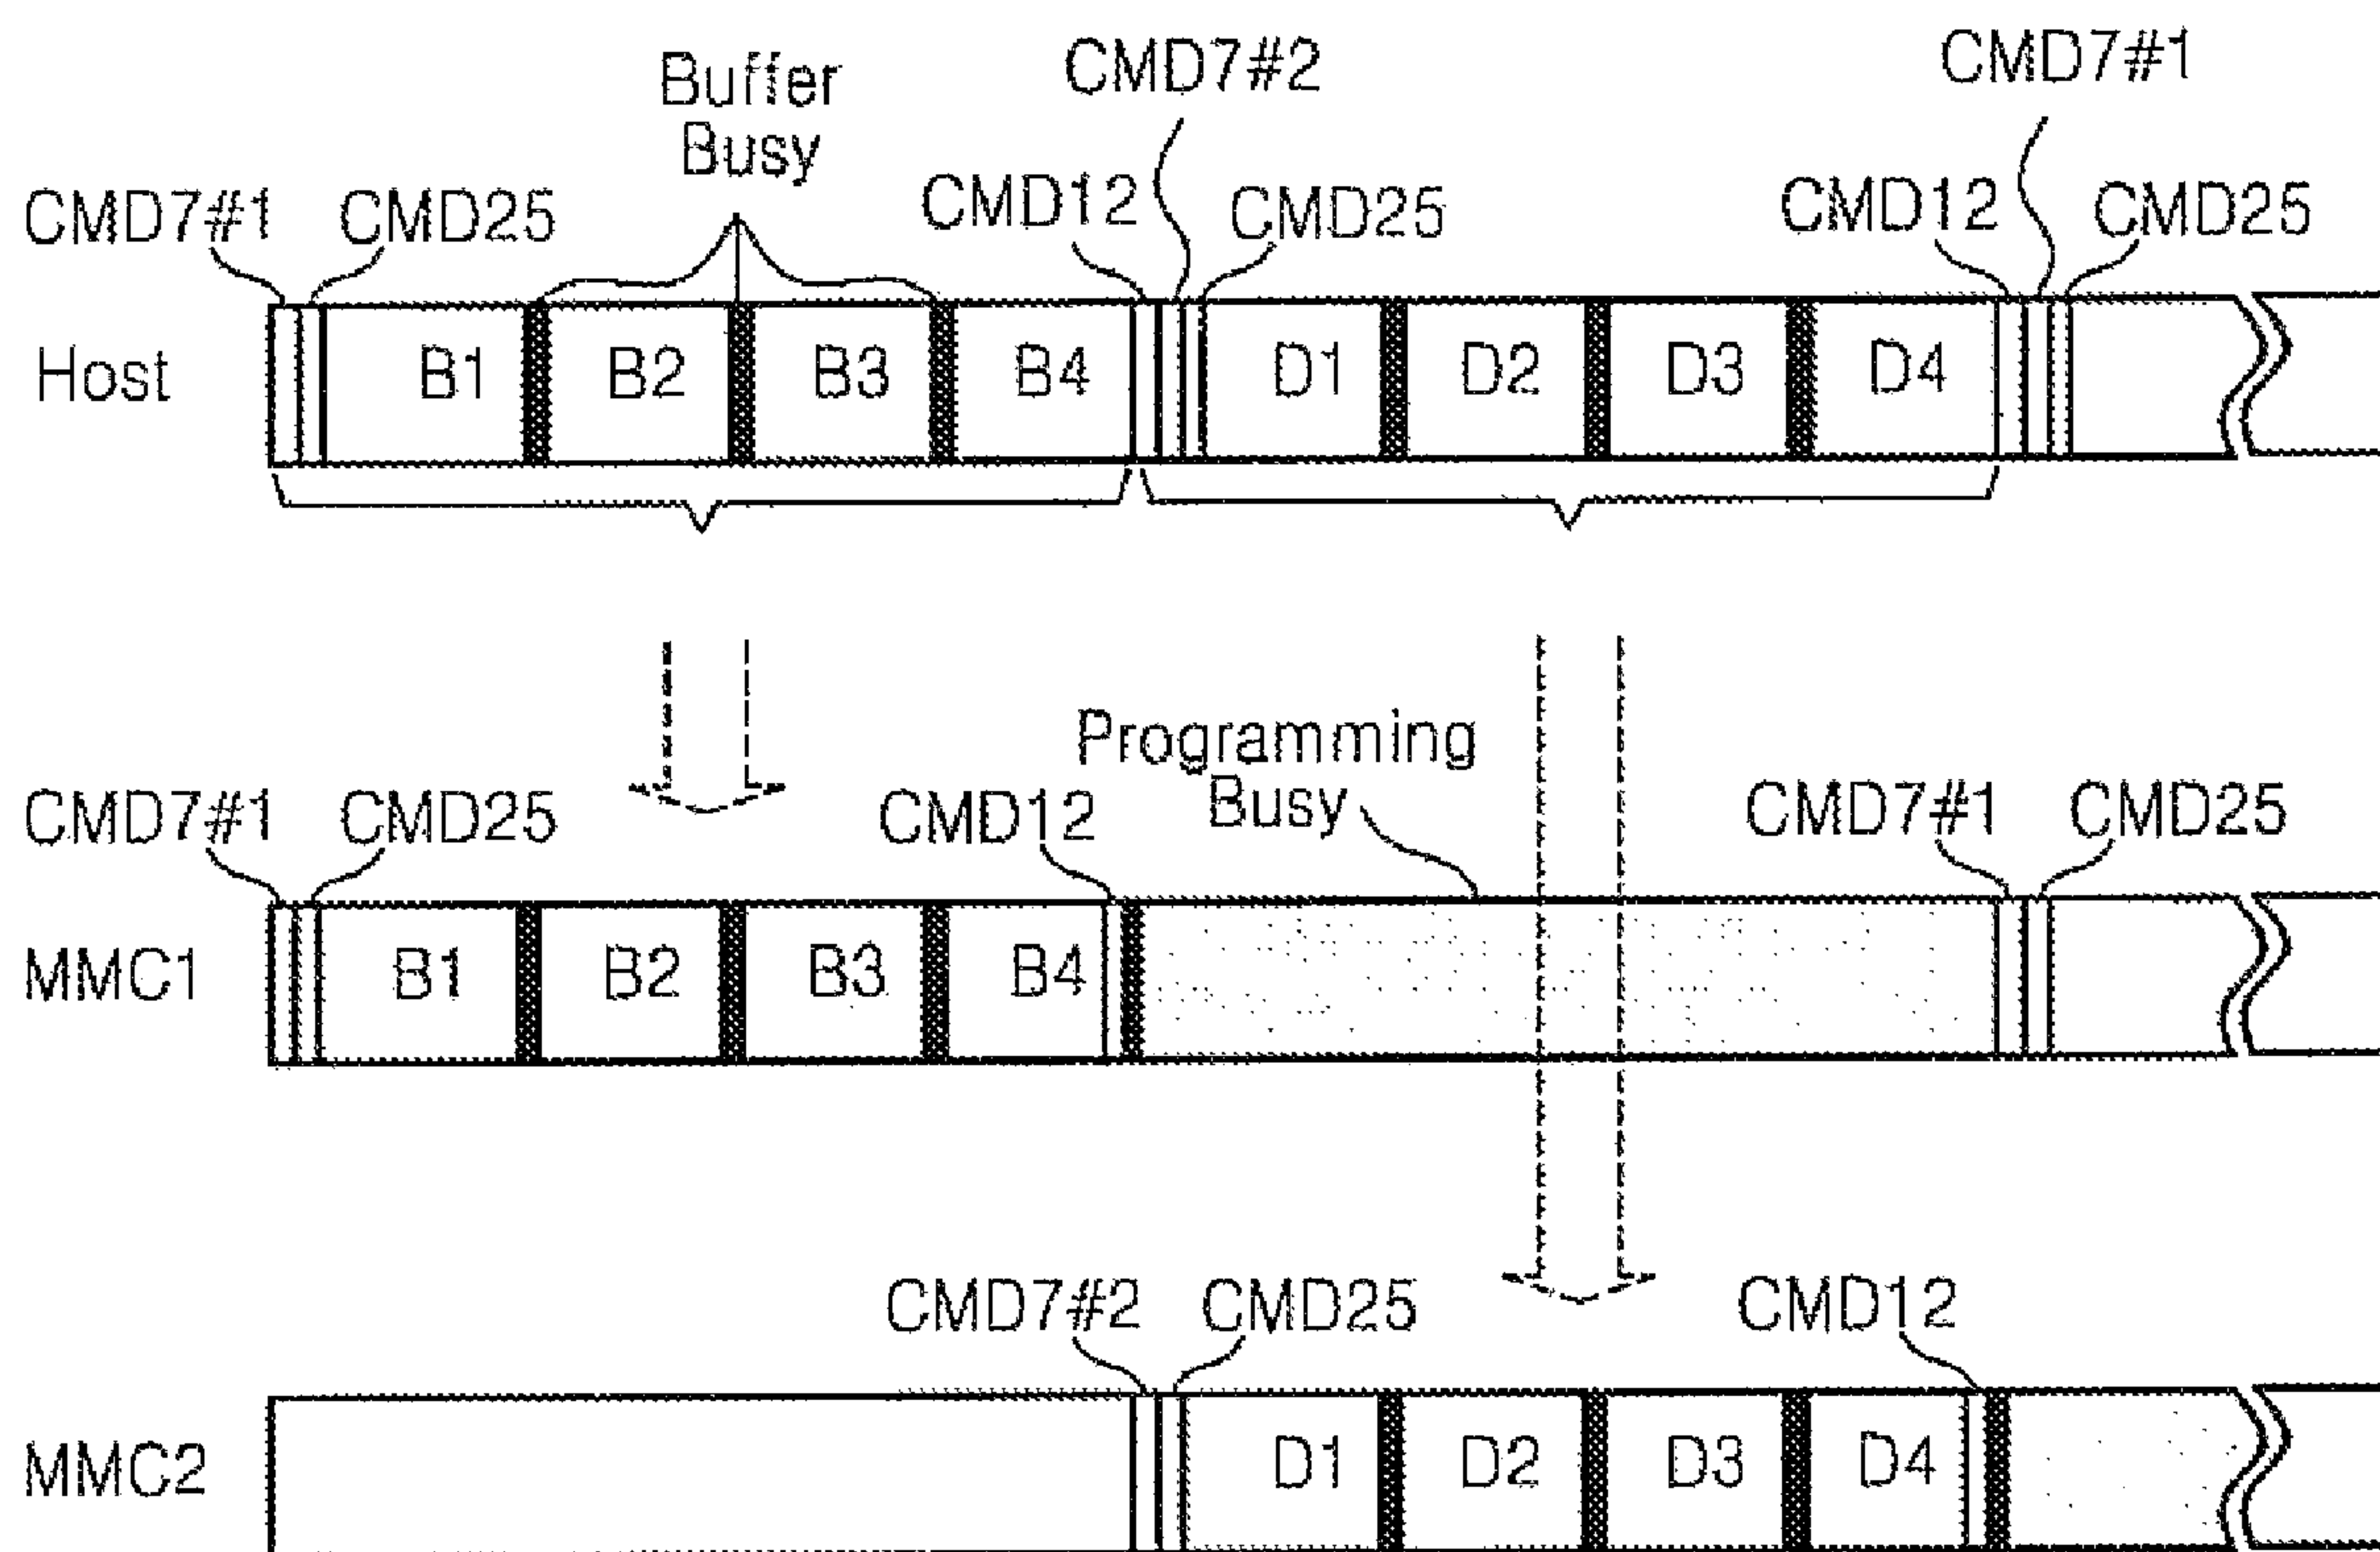 Buffer
Busy
CMD7#2
CMD7#1
CMD7#1
CMD25
CMD12
CMD25
CMD12
CMD25
Host
B1
B2
B3
B4
D1
D2
D3
D4
Programming
Busy
CMD7#1
CMD25
CMD12
CMD7#1
CMD25
MMC1
B1
B2
B3
B4
CMD7#2
CMD25
CMD12
MMC2
D1
D2
D3
D4